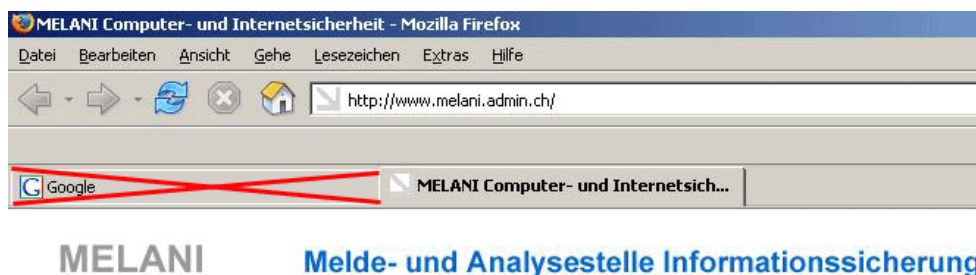 MELANI Computer- und Internetsicherheit - Mozilla Firefox
Datei Bearbeiten Ansicht Gehe Lesezeichen Extras Hilfe
http://www.melani.admin.ch/
G Google MELANI Computer- und Internetsich...
MELANI Melde- und Analysestelle Informationssicherung